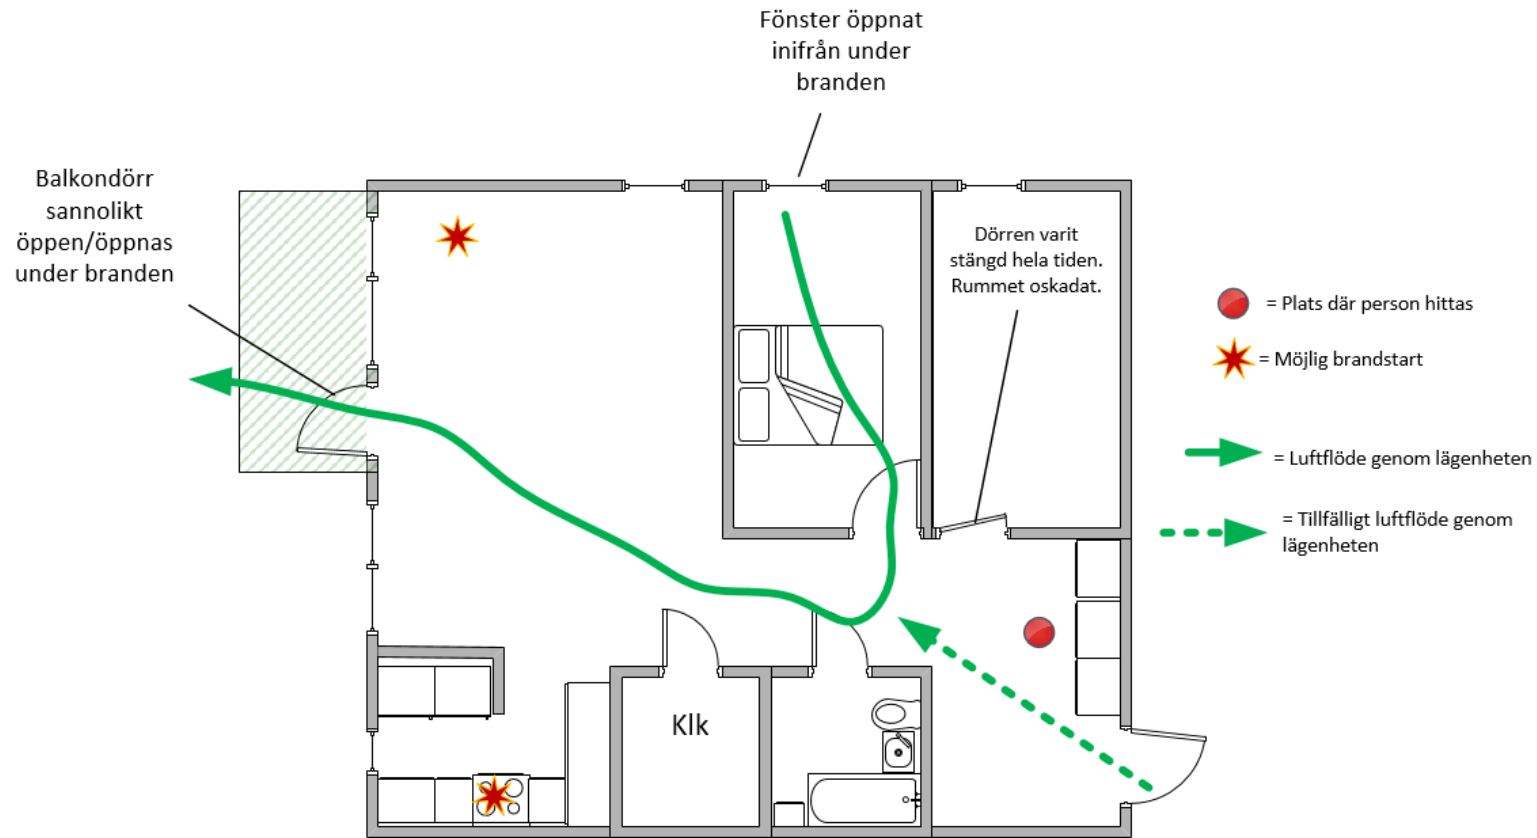 Fönster öppnat
inifrån under
branden
Balkondörr
sannolikt
öppen/öppnas
under branden
Dörren varit
stängd hela tiden.
Rummet oskadat.
= Plats där person hittas
= Möjlig brandstart
= Luftflöde genom lägenheten
= Tillfälligt luftflöde genom
lägenheten
Klk